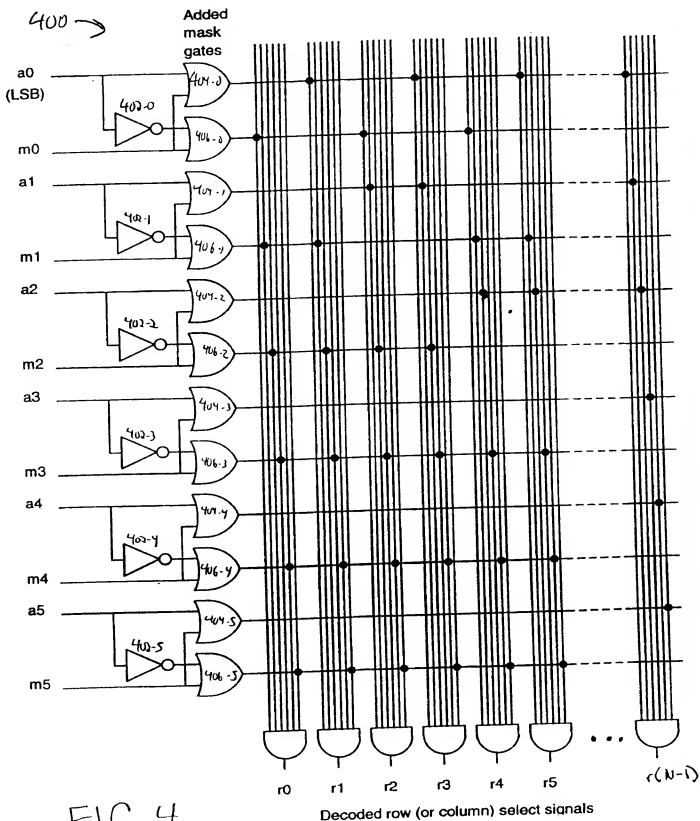 400
Added
mask
gates
a0
(LSB)
402-0
404-0
406-0
m0
a1
402-1
404-1
406-1
m1
a2
402-2
404-2
406-2
m2
a3
402-3
404-3
406-3
m3
a4
402-4
404-4
406-4
m4
a5
402-5
404-5
406-5
m5
r0 r1 r2 r3 r4 r5 ... r(N-1)
Decoded row (or column) select signals
FIG. 4